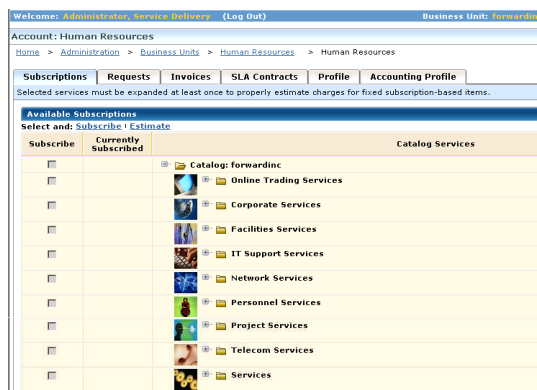 Welcome: Administrator, Service Delivery (Log Out) Business Unit: forwardin
Account: Human Resources
Home > Administration > Business Units > Human Resources > Human Resources
Subscriptions Requests Invoices SLA Contracts Profile Accounting Profile
Selected services must be expanded at least once to properly estimate charges for fixed subscription-based items.
Available Subscriptions
Select and: Subscribe | Estimate
Subscribe Currently Subscribed Catalog Services
Catalog: forwardinc
Online Trading Services
Corporate Services
Facilities Services
IT Support Services
Network Services
Personnel Services
Project Services
Telecom Services
Services